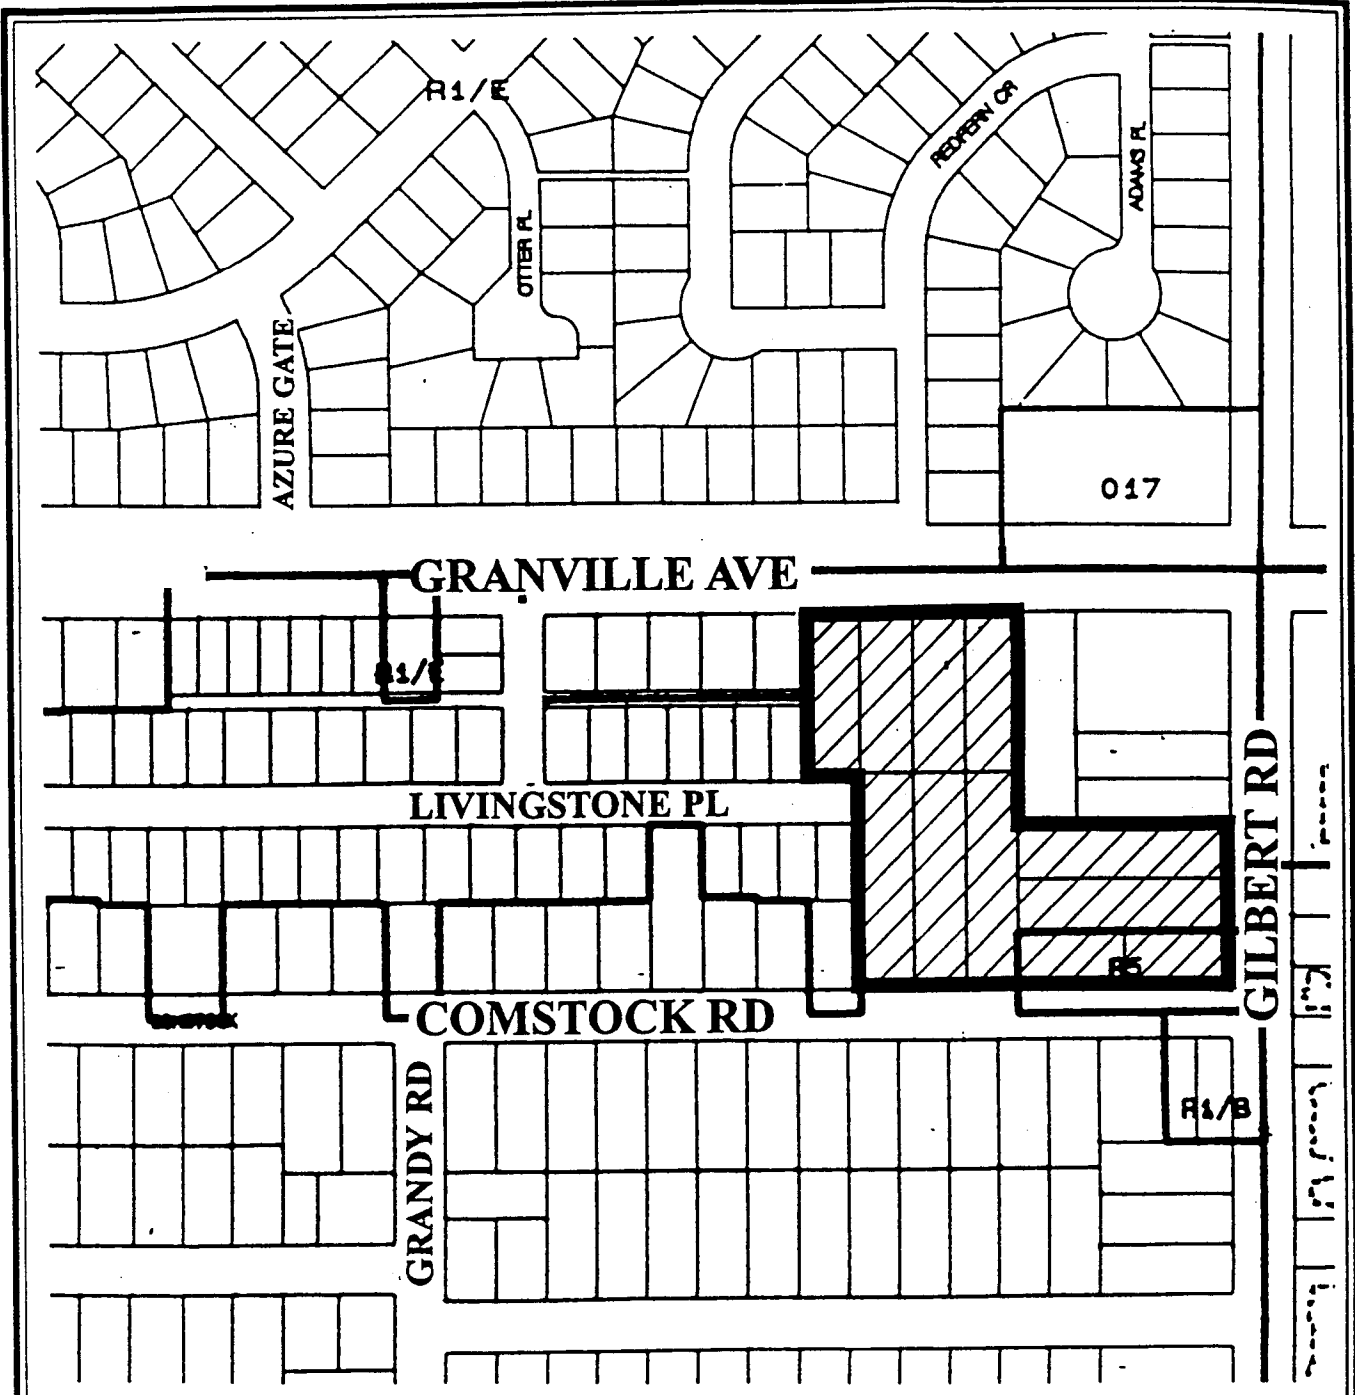 R1/E
REDFERN CR
ADAMS PL
OTTER PL
AZURE GATE
017
GRANVILLE AVE
R1/E
LIVINGSTONE PL
GILBERT RD
R5
COMSTOCK
COMSTOCK RD
R1/B
GRANDY RD